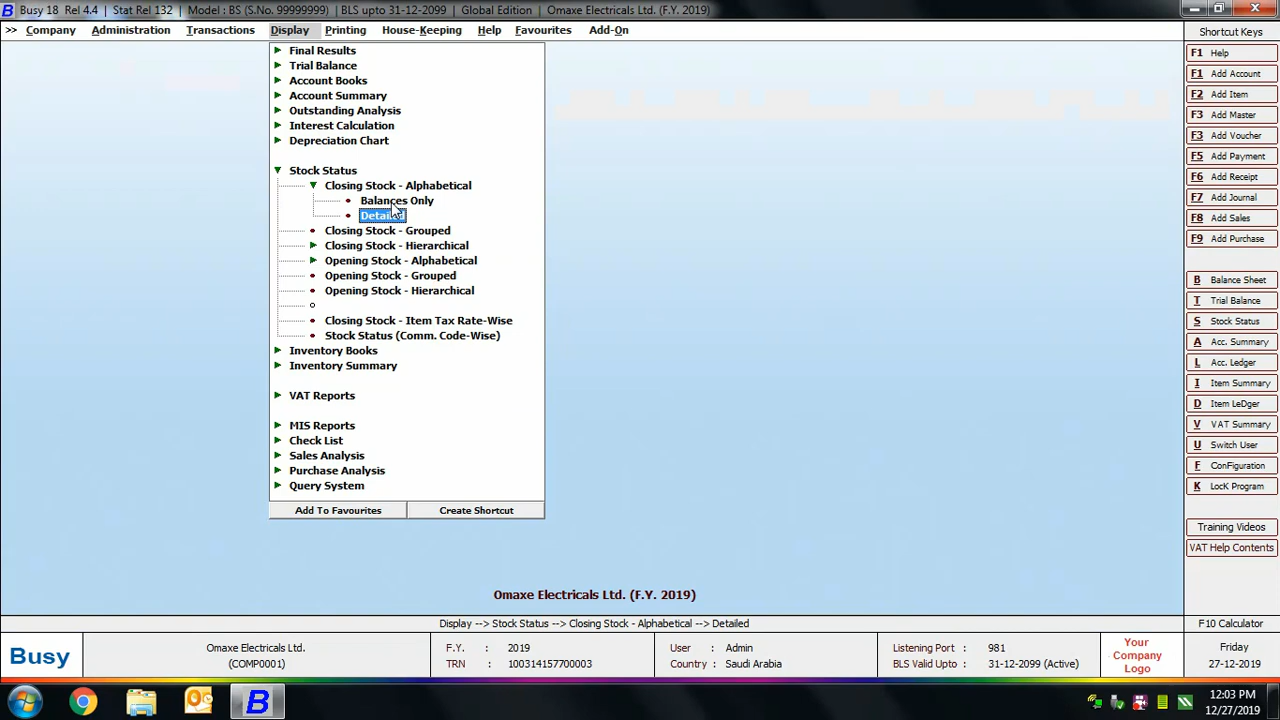 Busy 18 Rel 4.4 | Stat Rel 132 | Model : BS (S.No. 99999999) | BLS upto 31-12-2099 | Global Edition | Omaxe Electricals Ltd. (F.Y. 2019)
>> Company Administration Transactions Display Printing House-Keeping Help Favourites Add-On
Shortcut Keys
Final Results
Trial Balance
Account Books
Account Summary
Outstanding Analysis
Interest Calculation
Depreciation Chart
Stock Status
Closing Stock - Alphabetical
Balances Only
Closing Stock - Grouped
Closing Stock - Hierarchical
Opening Stock - Alphabetical
Opening Stock - Grouped
Opening Stock - Hierarchical
Closing Stock - Item Tax Rate-Wise
Stock Status (Comm. Code-Wise)
Inventory Books
Inventory Summary
VAT Reports
MIS Reports
Check List
Sales Analysis
Purchase Analysis
Query System
Add To Favourites Create Shortcut
F1 Help
F1 Add Account
F2 Add Item
F3 Add Master
F3 Add Voucher
F5 Add Payment
F6 Add Receipt
F7 Add Journal
F8 Add Sales
F9 Add Purchase
B Balance Sheet
T Trial Balance
S Stock Status
A Acc. Summary
L Acc. Ledger
I Item Summary
D Item LeDger
V VAT Summary
U Switch User
F ConFiguration
K LocK Program
Training Videos
VAT Help Contents
Omaxe Electricals Ltd. (F.Y. 2019)
Display --> Stock Status --> Closing Stock - Alphabetical --> Detailed
F10 Calculator
Busy
Omaxe Electricals Ltd.
(COMP0001)
F.Y. : 2019
TRN : 100314157700003
User : Admin
Country : Saudi Arabia
Listening Port : 981
BLS Valid Upto : 31-12-2099 (Active)
Your
Company
Logo
Friday
27-12-2019
12:03 PM
12/27/2019